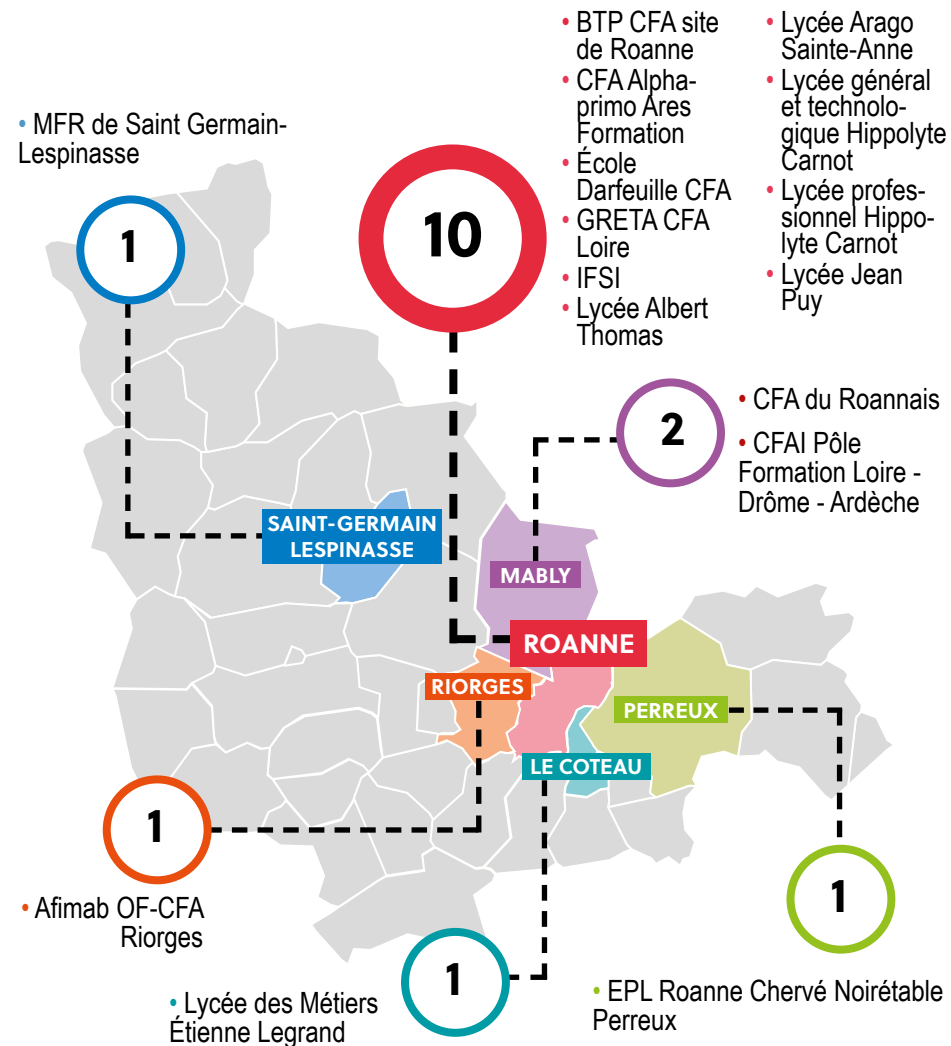 • BTP CFA site
de Roanne
• CFA Alpha-
primo Ares
Formation
• École
Darfeuille CFA
• GRETA CFA
Loire
• IFSI
• Lycée Albert
Thomas
• Lycée Arago
Sainte-Anne
• Lycée général
et technolo-
gique Hippolyte
Carnot
• Lycée profes-
sionnel Hippo-
lyte Carnot
• Lycée Jean
Puy
• MFR de Saint Germain-
Lespinasse
1
10
2
• CFA du Roannais
• CFAI Pôle
Formation Loire -
Drôme - Ardèche
SAINT-GERMAIN
LESPINASSE
MABLY
ROANNE
RIORGES
PERREUX
LE COTEAU
1
• Afimab OF-CFA
Riorges
1
• Lycée des Métiers
Étienne Legrand
1
• EPL Roanne Chervé Noirétable
Perreux